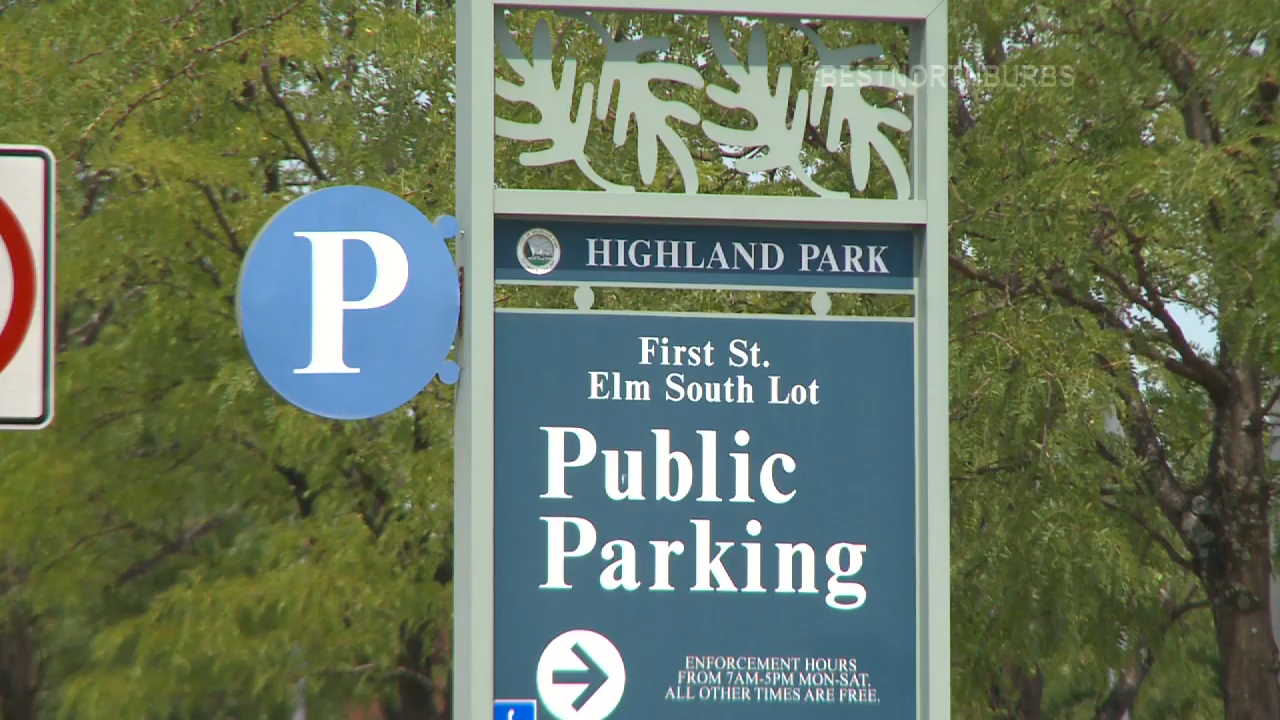 BESTNORTHBURBS
P
HIGHLAND PARK
First St.
Elm South Lot
Public
Parking
ENFORCEMENT HOURS
FROM 7AM-5PM MON-SAT.
ALL OTHER TIMES ARE FREE.